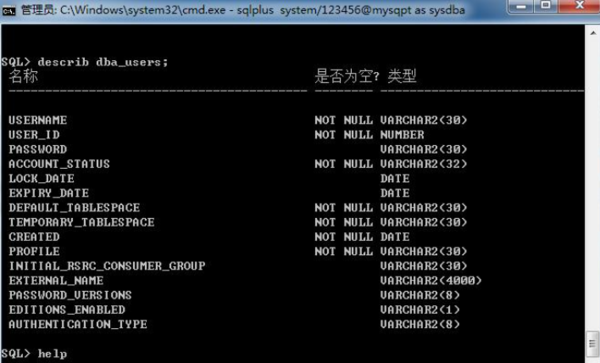 管理员: C:\Windows\system32\cmd.exe - sqlplus  system/123456@mysqpt as sysdba
SQL> describ dba_users;
名称                                      是否为空? 类型
----------------------------------------- -------- ----------------------------
USERNAME                                  NOT NULL VARCHAR2(30)
USER_ID                                   NOT NULL NUMBER
PASSWORD                                           VARCHAR2(30)
ACCOUNT_STATUS                            NOT NULL VARCHAR2(32)
LOCK_DATE                                          DATE
EXPIRY_DATE                                        DATE
DEFAULT_TABLESPACE                        NOT NULL VARCHAR2(30)
TEMPORARY_TABLESPACE                      NOT NULL VARCHAR2(30)
CREATED                                   NOT NULL DATE
PROFILE                                   NOT NULL VARCHAR2(30)
INITIAL_RSRC_CONSUMER_GROUP                        VARCHAR2(30)
EXTERNAL_NAME                                      VARCHAR2(4000)
PASSWORD_VERSIONS                                  VARCHAR2(8)
EDITIONS_ENABLED                                   VARCHAR2(1)
AUTHENTICATION_TYPE                                VARCHAR2(8)
SQL> help